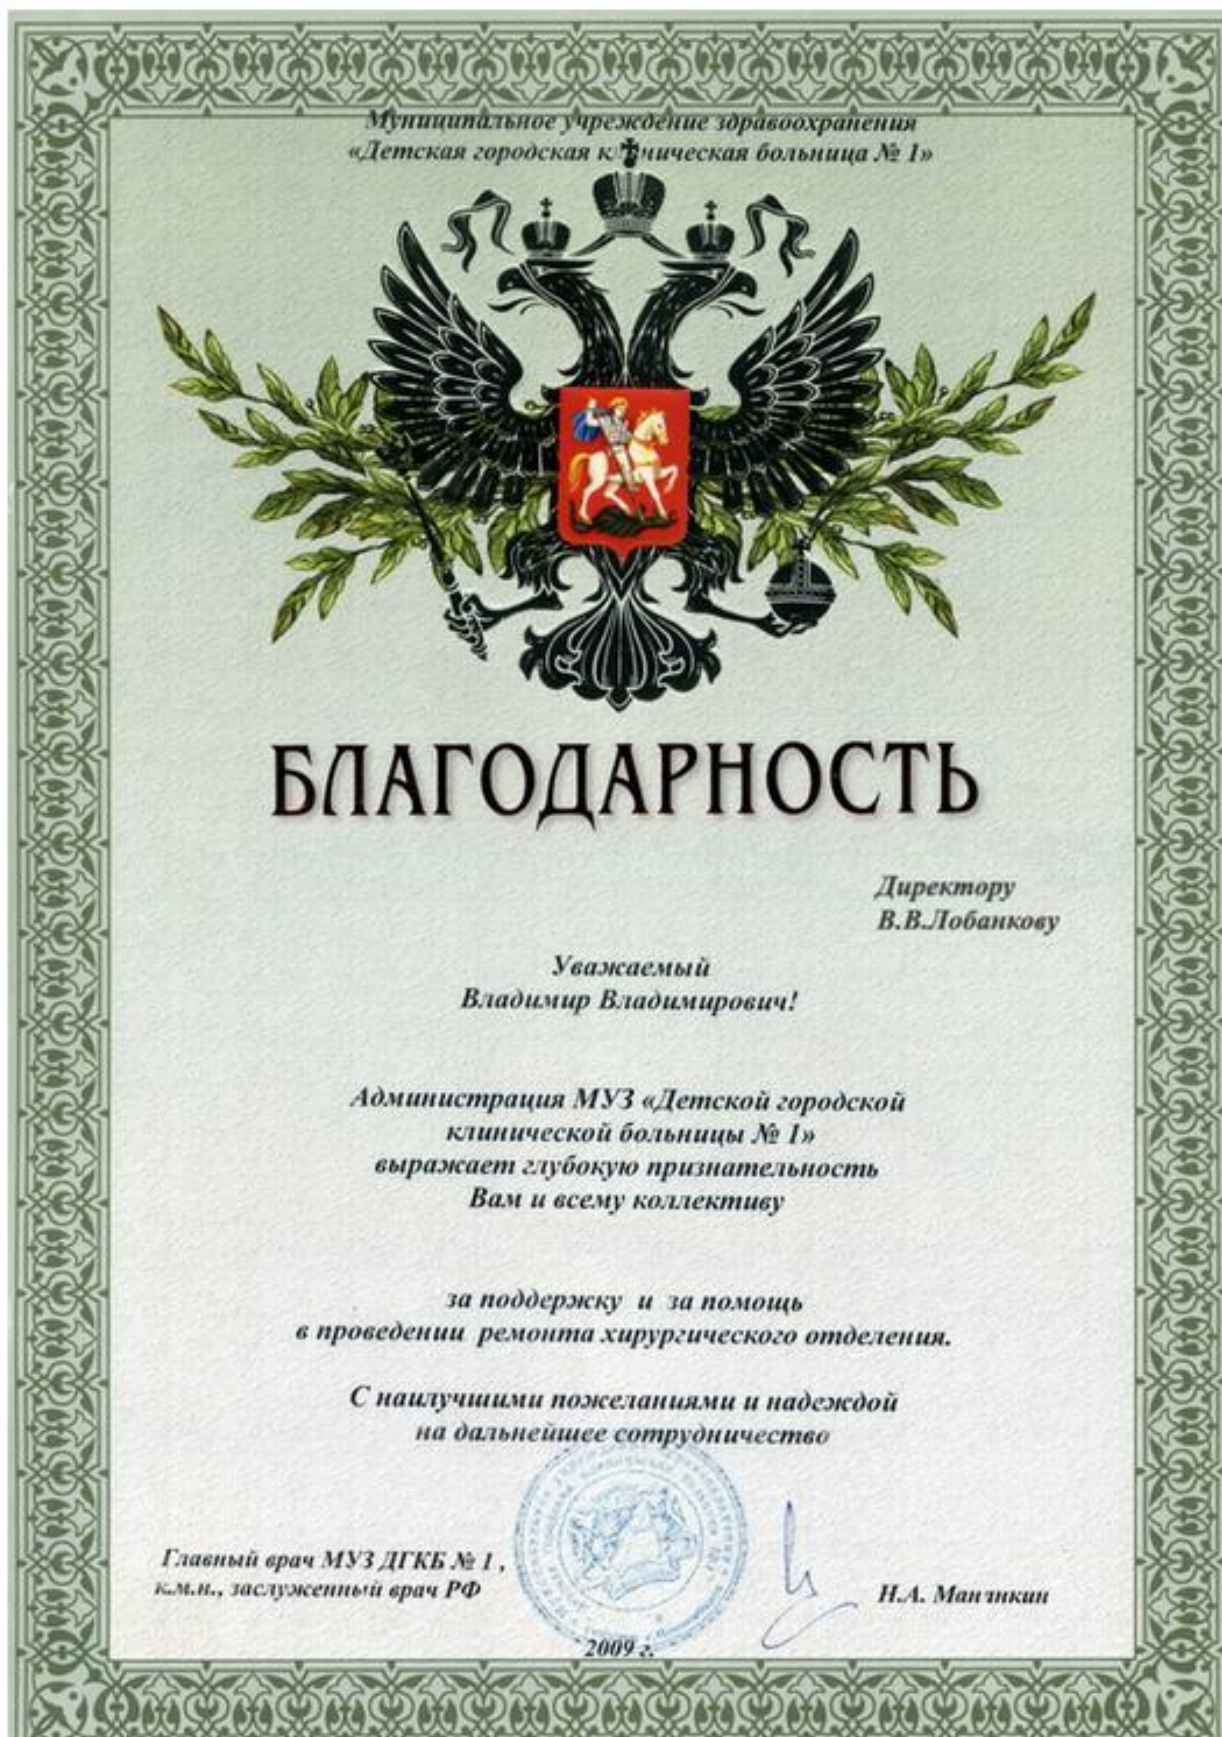 Муниципальное учреждение здравоохранения
«Детская городская клиническая больница № 1»
БЛАГОДАРНОСТЬ
Директору
В.В.Лобанкову
Уважаемый
Владимир Владимирович!
Администрация МУЗ «Детской городской
клинической больницы № 1»
выражает глубокую признательность
Вам и всему коллективу
за поддержку и за помощь
в проведении ремонта хирургического отделения.
С наилучшими пожеланиями и надеждой
на дальнейшее сотрудничество
Главный врач МУЗ ДГКБ № 1 ,
к.м.н., заслуженный врач РФ
Н.А.
2009 г.